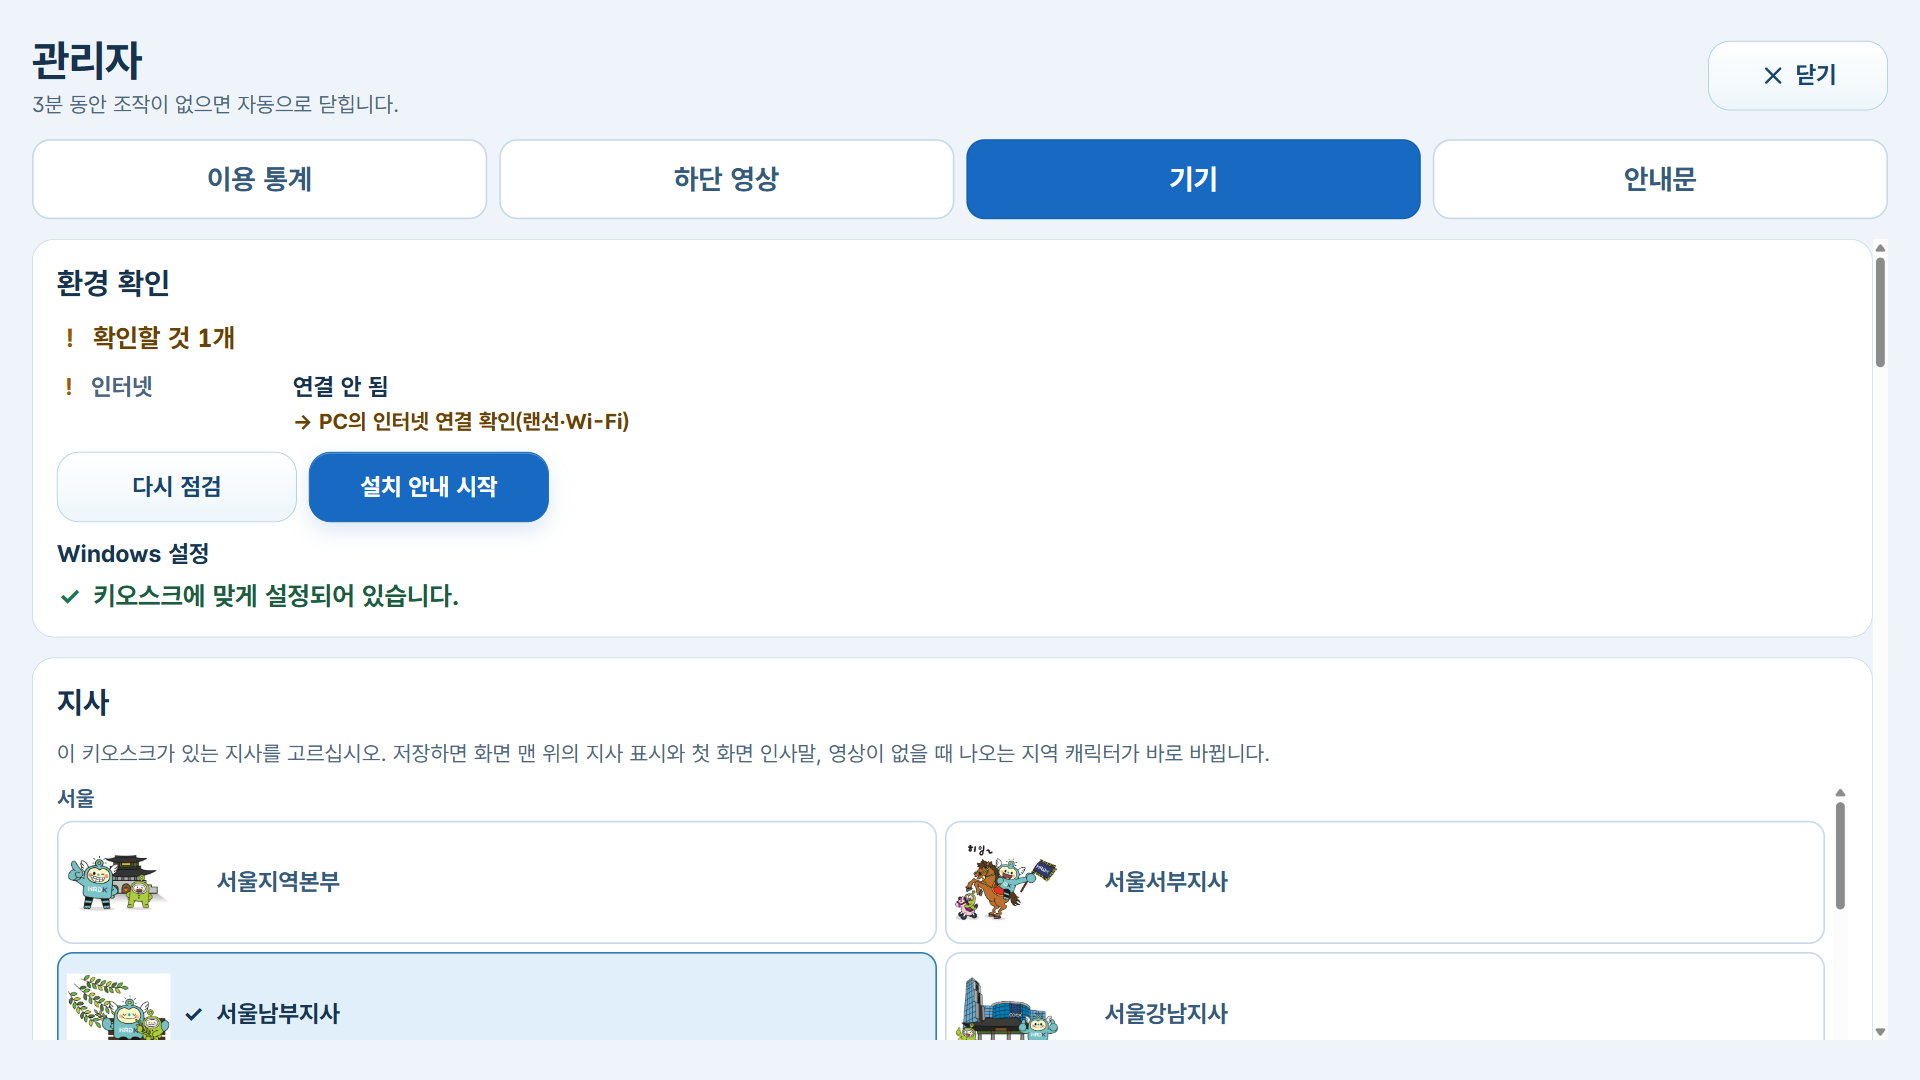 관리자
3분 동안 조작이 없으면 자동으로 닫힙니다.
닫기
이용 통계
하단 영상
기기
안내문
환경 확인
! 확인할 것 1개
! 인터넷
연결 안 됨
→ PC의 인터넷 연결 확인(랜선·Wi-Fi)
다시 점검
설치 안내 시작
Windows 설정
✓ 키오스크에 맞게 설정되어 있습니다.
지사
이 키오스크가 있는 지사를 고르십시오. 저장하면 화면 맨 위의 지사 표시와 첫 화면 인사말, 영상이 없을 때 나오는 지역 캐릭터가 바로 바뀝니다.
서울
서울지역본부
서울서부지사
✓ 서울남부지사
서울강남지사